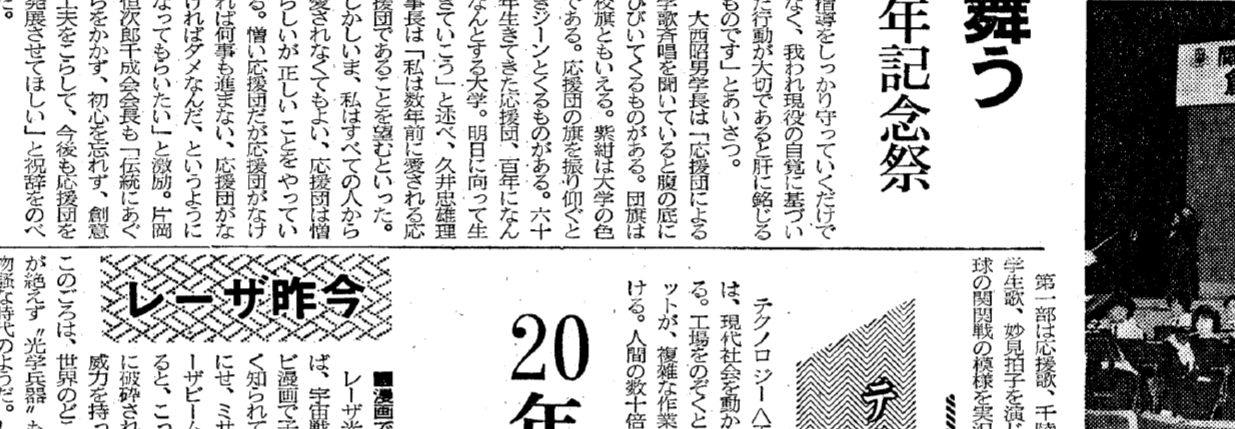 舞う
年記念祭
指導をしっかり守っていくだけで
なく、我われ現役の自覚に基づい
た行動が大切であると肝に銘じる
ものです」とあいさつ。
大西昭男学長は「応援団による
学歌斉唱を聞いていると腹の底に
ひびいてくるものがある。団旗は
校旗ともいえる。紫紺は大学の色
である。応援団の旗を振り仰ぐと
きジーンとくるものがある。六十
年生きてきた応援団、百年になん
なんとする大学。明日に向って生
きていこう」と述べ、久井忠雄理
事長は「私は数年前に愛される応
援団であることを望むといった。
しかしいま、私はすべての人から
愛されなくてもよい、応援団は憎
らしいが正しいことをやってい
る。憎い応援団だが応援団がなけ
れば何事も進まない、応援団がな
ければダメなんだ、というように
なってもらいたい」と激励。片岡
恒次郎千成会会長も「伝統にあぐ
らをかかず、初心を忘れず、創意
工夫をこらして、今後も応援団を
発展させてほしい」と祝辞をのべ
た。
第一部は応援歌、千陵
学生歌、妙見拍子を演じ
球の関関戦の模様を実況
テ
テクノロジー
は、現代社会を動か
る。工場をのぞくと
ットが、複雑な作業
ける。人間の数十倍
20年
レーザー昨今
■漫画で
レーザ光
ば、宇宙戦
ビ漫画で子
く知られて
にせ、ミサ
ーザビーム
ると、こっ
に破砕され
威力を持っ
このごろは、世界のど
が絶えず〝光学兵器〟も
物騒な時代のようだ。